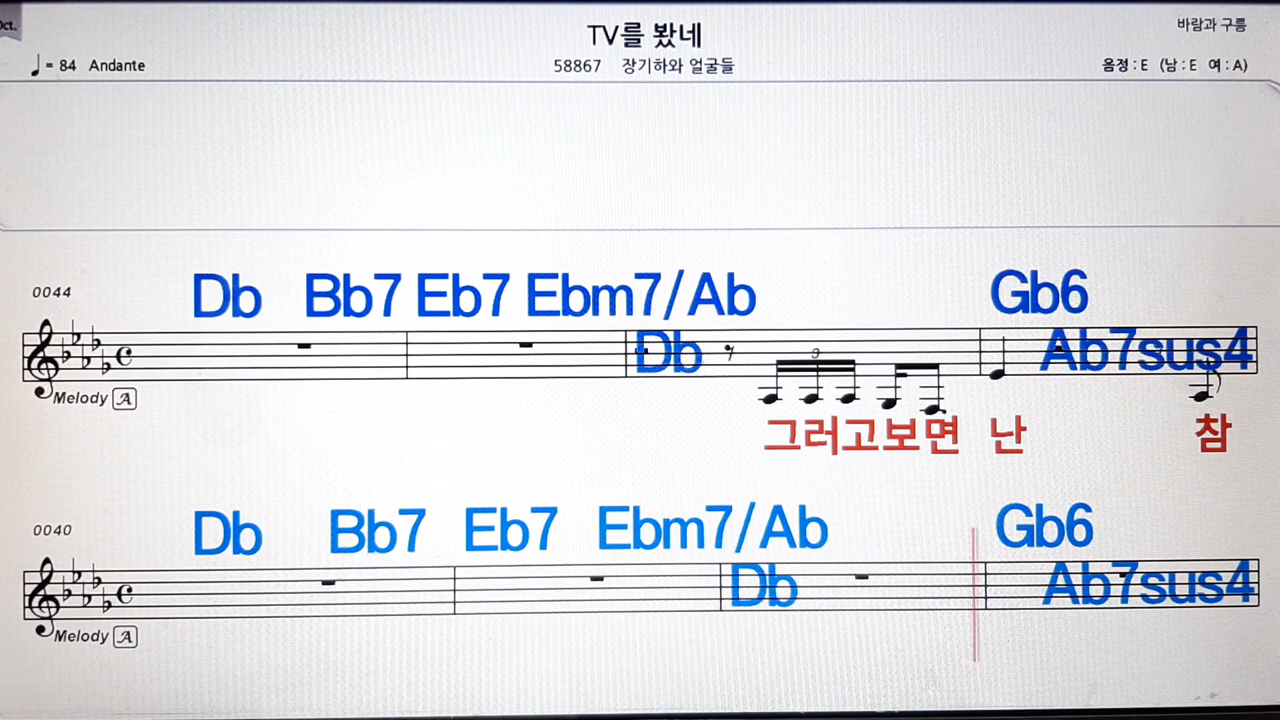 Oct.
TV를 봤네
바람과 구름
♩= 84 Andante
58867 장기하와 얼굴들
음정 : E (남 : E 여 : A)
0044
Db Bb7 Eb7 Ebm7/Ab Gb6
Db Ab7sus4
3
Melody A
그러고보면 난 참
0040
Db Bb7 Eb7 Ebm7/Ab Gb6
Db Ab7sus4
Melody A